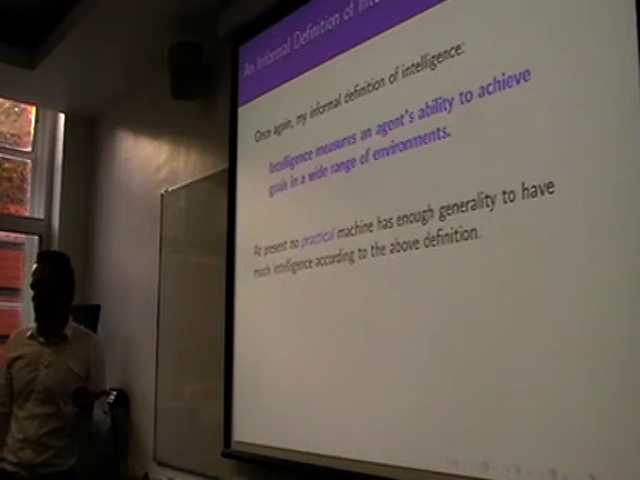 An Informal Definition of
Once again, my informal definition of intelligence:
Intelligence measures an agent's ability to achieve
goals in a wide range of environments.
At present no practical machine has enough generality to have
much intelligence according to the above definition.